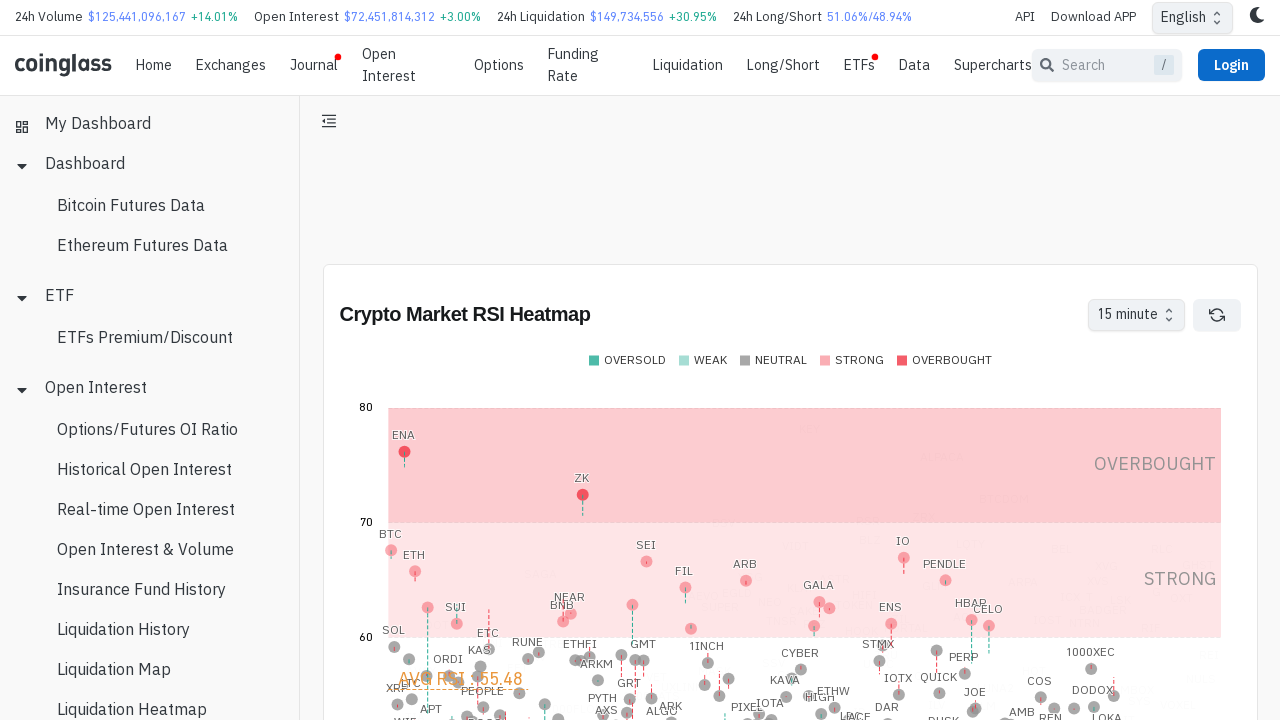 24h Volume $125,441,096,167 +14.01% Open Interest $72,451,814,312 +3.00% 24h Liquidation $149,734,556 +30.95% 24h Long/Short 51.06%/48.94% API Download APP English
coinglass Home Exchanges Journal Open Interest Options Funding Rate Liquidation Long/Short ETFs Data Supercharts Search / Login
My Dashboard
Dashboard
Bitcoin Futures Data
Ethereum Futures Data
ETF
ETFs Premium/Discount
Open Interest
Options/Futures OI Ratio
Historical Open Interest
Real-time Open Interest
Open Interest & Volume
Insurance Fund History
Liquidation History
Liquidation Map
Liquidation Heatmap
Crypto Market RSI Heatmap 15 minute
OVERSOLD WEAK NEUTRAL STRONG OVERBOUGHT
80
ENA
OVERBOUGHT
ZK
70
BTC
IO
SEI
ETH
ARB PENDLE
FIL
STRONG
GALA
NEAR
BNB
SUI ENS HBAR CELO
60
SOL ETC
RUNE ETHFI GMT 1INCH STMX
KAS CYBER 1000XEC
ORDI ARKM PERP
AVG RSI : 55.48
LTC GRT KAVA IOTX QUICK COS
XRP PEOPLE PYTH HIGH ETHW JOE DODOX
APT AXS ALGO ARK PIXEL IOTA AMB REN LOKA